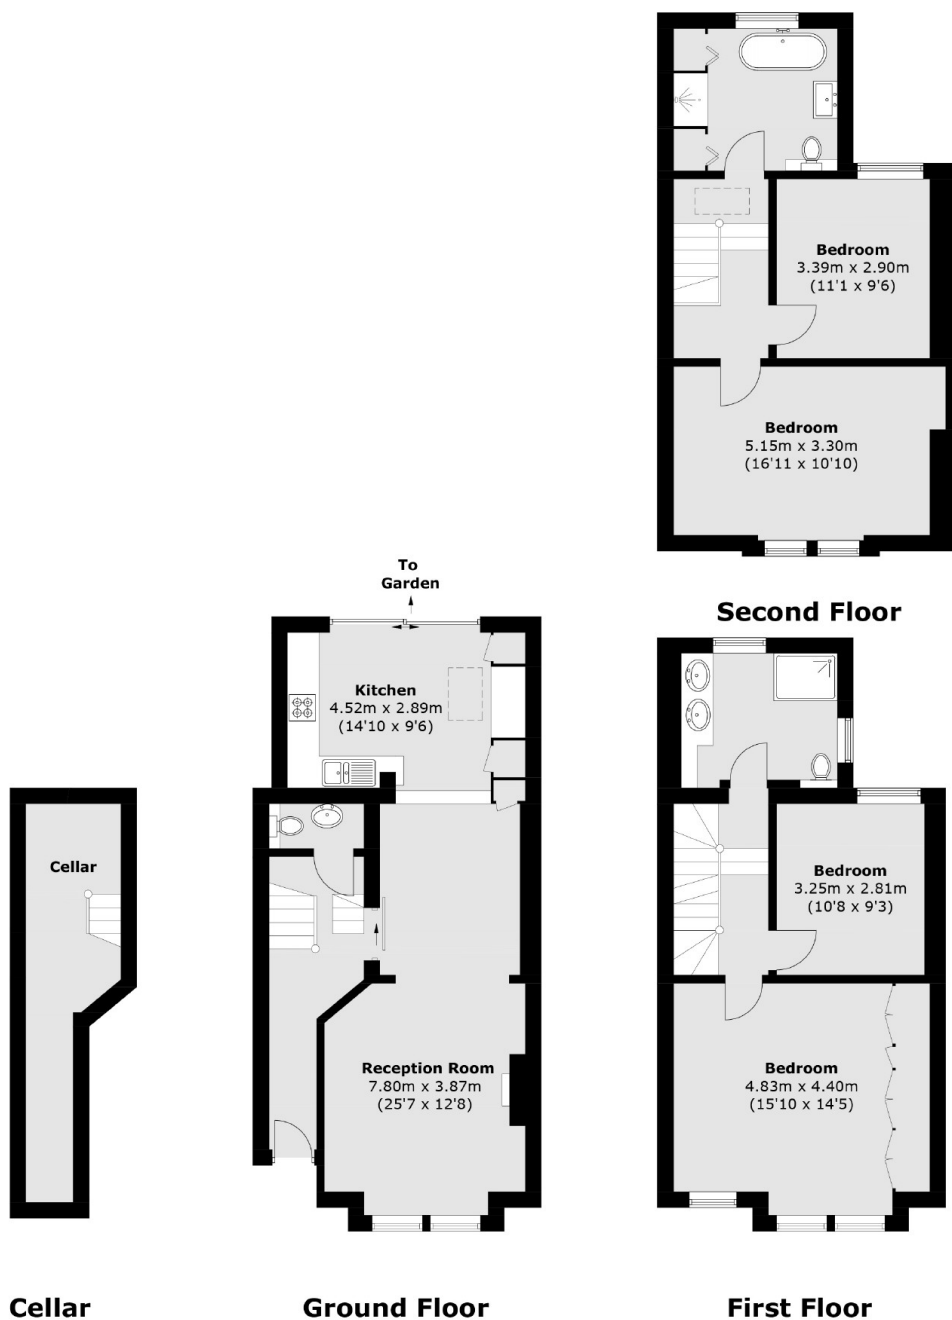 Bedroom
3.39m x 2.90m
(11'1 x 9'6)
Bedroom
5.15m x 3.30m
(16'11 x 10'10)
Second Floor
To
Garden
Kitchen
4.52m x 2.89m
(14'10 x 9'6)
Cellar
Bedroom
3.25m x 2.81m
(10'8 x 9'3)
Reception Room
7.80m x 3.87m
(25'7 x 12'8)
Bedroom
4.83m x 4.40m
(15'10 x 14'5)
Cellar
Ground Floor
First Floor